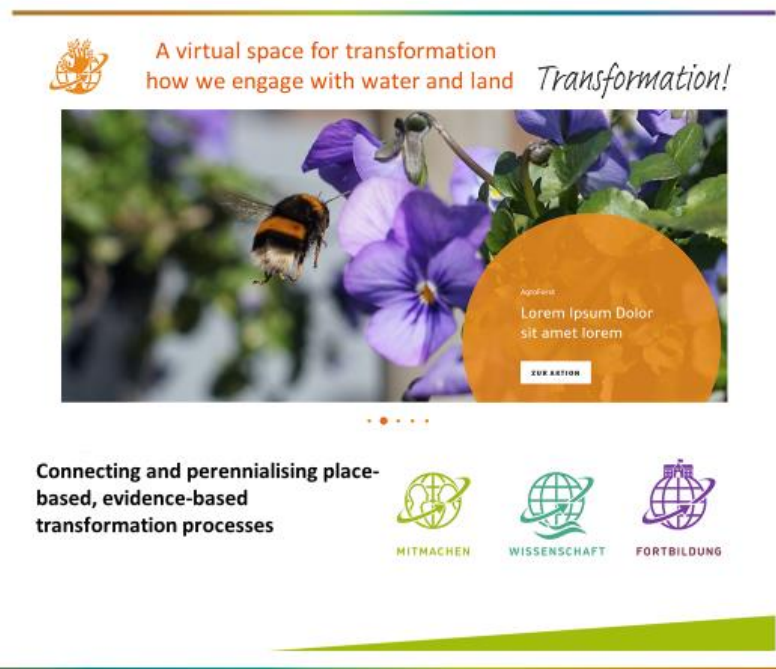 A virtual space for transformation
how we engage with water and land
Transformation!
AgroForst
Lorem Ipsum Dolor
sit amet lorem
ZUR AKTION
Connecting and perennialising place-
based, evidence-based
transformation processes
MITMACHEN
WISSENSCHAFT
FORTBILDUNG